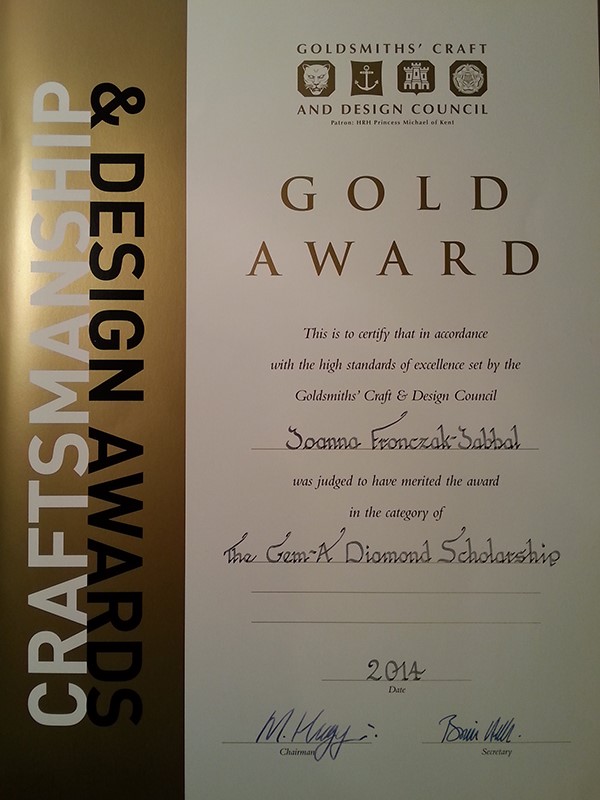 CRAFTSMANSHIP
& DESIGN AWARDS
GOLDSMITHS' CRAFT
AND DESIGN COUNCIL
Patron: HRH Princess Michael of Kent
GOLD
AWARD
This is to certify that in accordance
with the high standards of excellence set by the
Goldsmiths' Craft & Design Council
Joanna Fronczak-Jabbal
was judged to have merited the award
in the category of
The Gem-A Diamond Scholarship
2014
Date
Chairman
Secretary